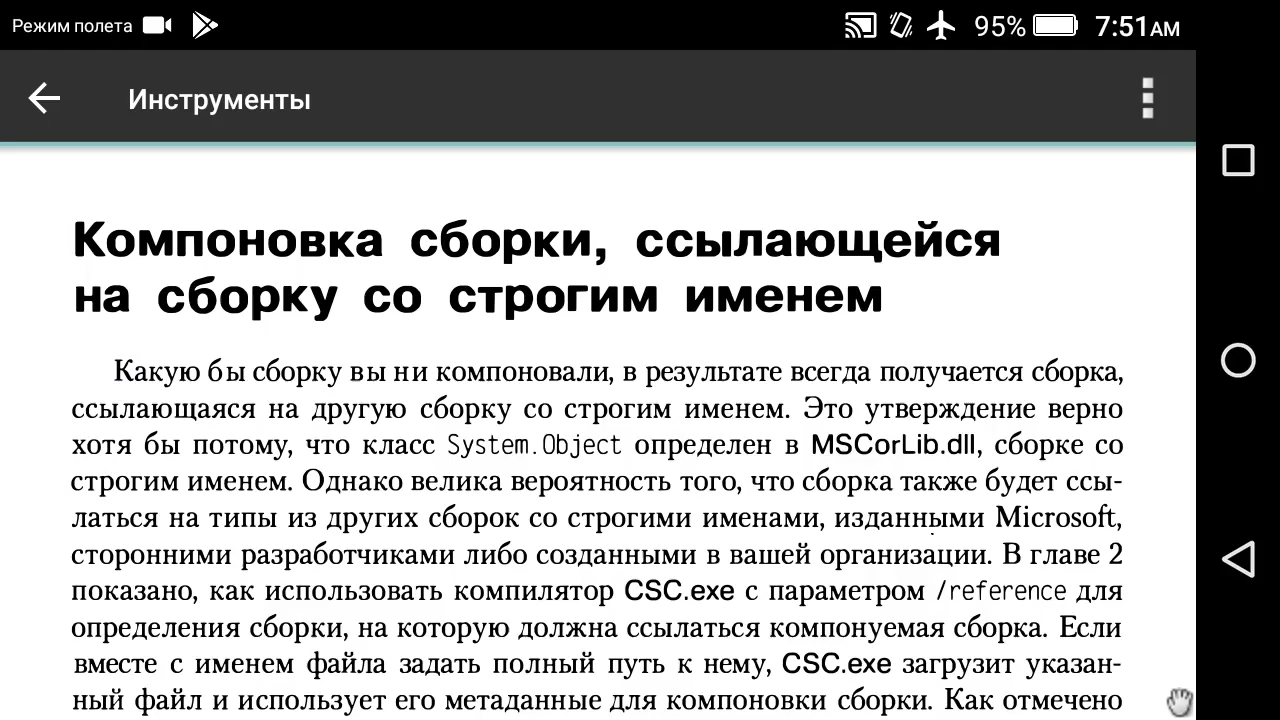 Режим полета
95% 7:51AM
Инструменты
Компоновка сборки, ссылающейся
на сборку со строгим именем
Какую бы сборку вы ни компоновали, в результате всегда получается сборка,
ссылающаяся на другую сборку со строгим именем. Это утверждение верно
хотя бы потому, что класс System.Object определен в MSCorLib.dll, сборке со
строгим именем. Однако велика вероятность того, что сборка также будет ссы-
латься на типы из других сборок со строгими именами, изданными Microsoft,
сторонними разработчиками либо созданными в вашей организации. В главе 2
показано, как использовать компилятор CSC.exe с параметром /reference для
определения сборки, на которую должна ссылаться компонуемая сборка. Если
вместе с именем файла задать полный путь к нему, CSC.exe загрузит указан-
ный файл и использует его метаданные для компоновки сборки. Как отмечено